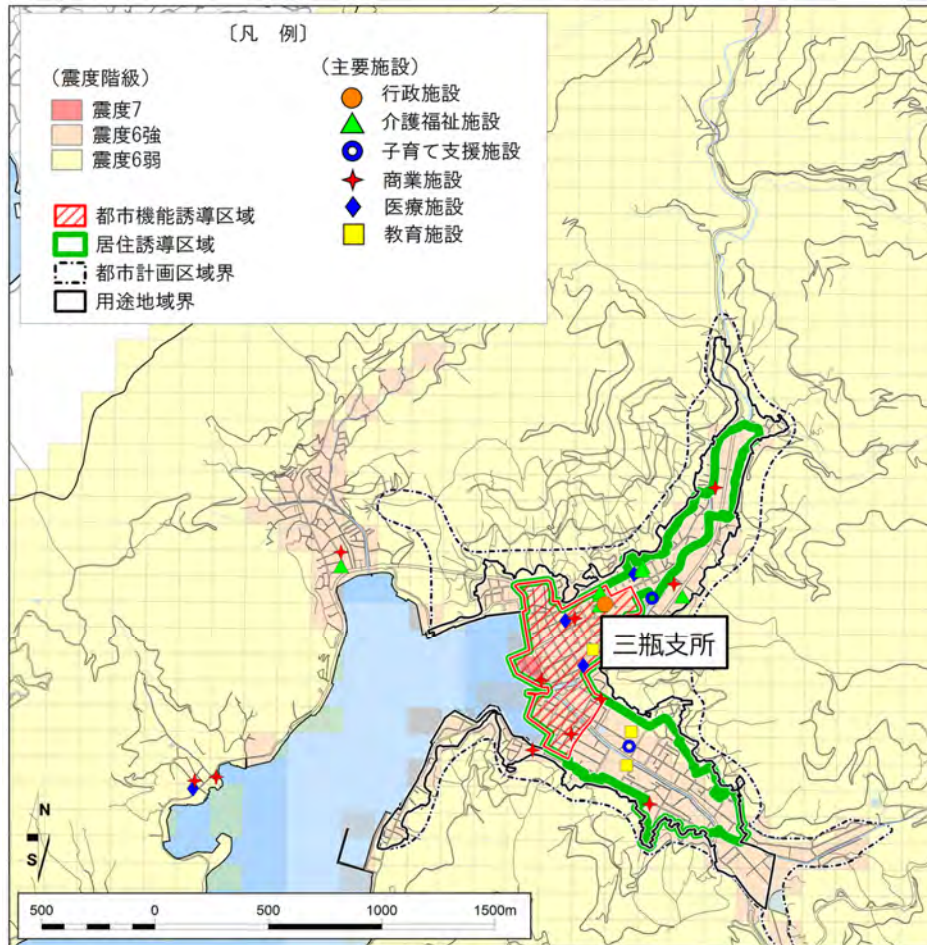 〔凡 例〕
（震度階級）
震度7
震度6強
震度6弱
都市機能誘導区域
居住誘導区域
都市計画区域界
用途地域界
（主要施設）
行政施設
介護福祉施設
子育て支援施設
商業施設
医療施設
教育施設
三瓶支所
N
S
500 0 500 1000 1500m